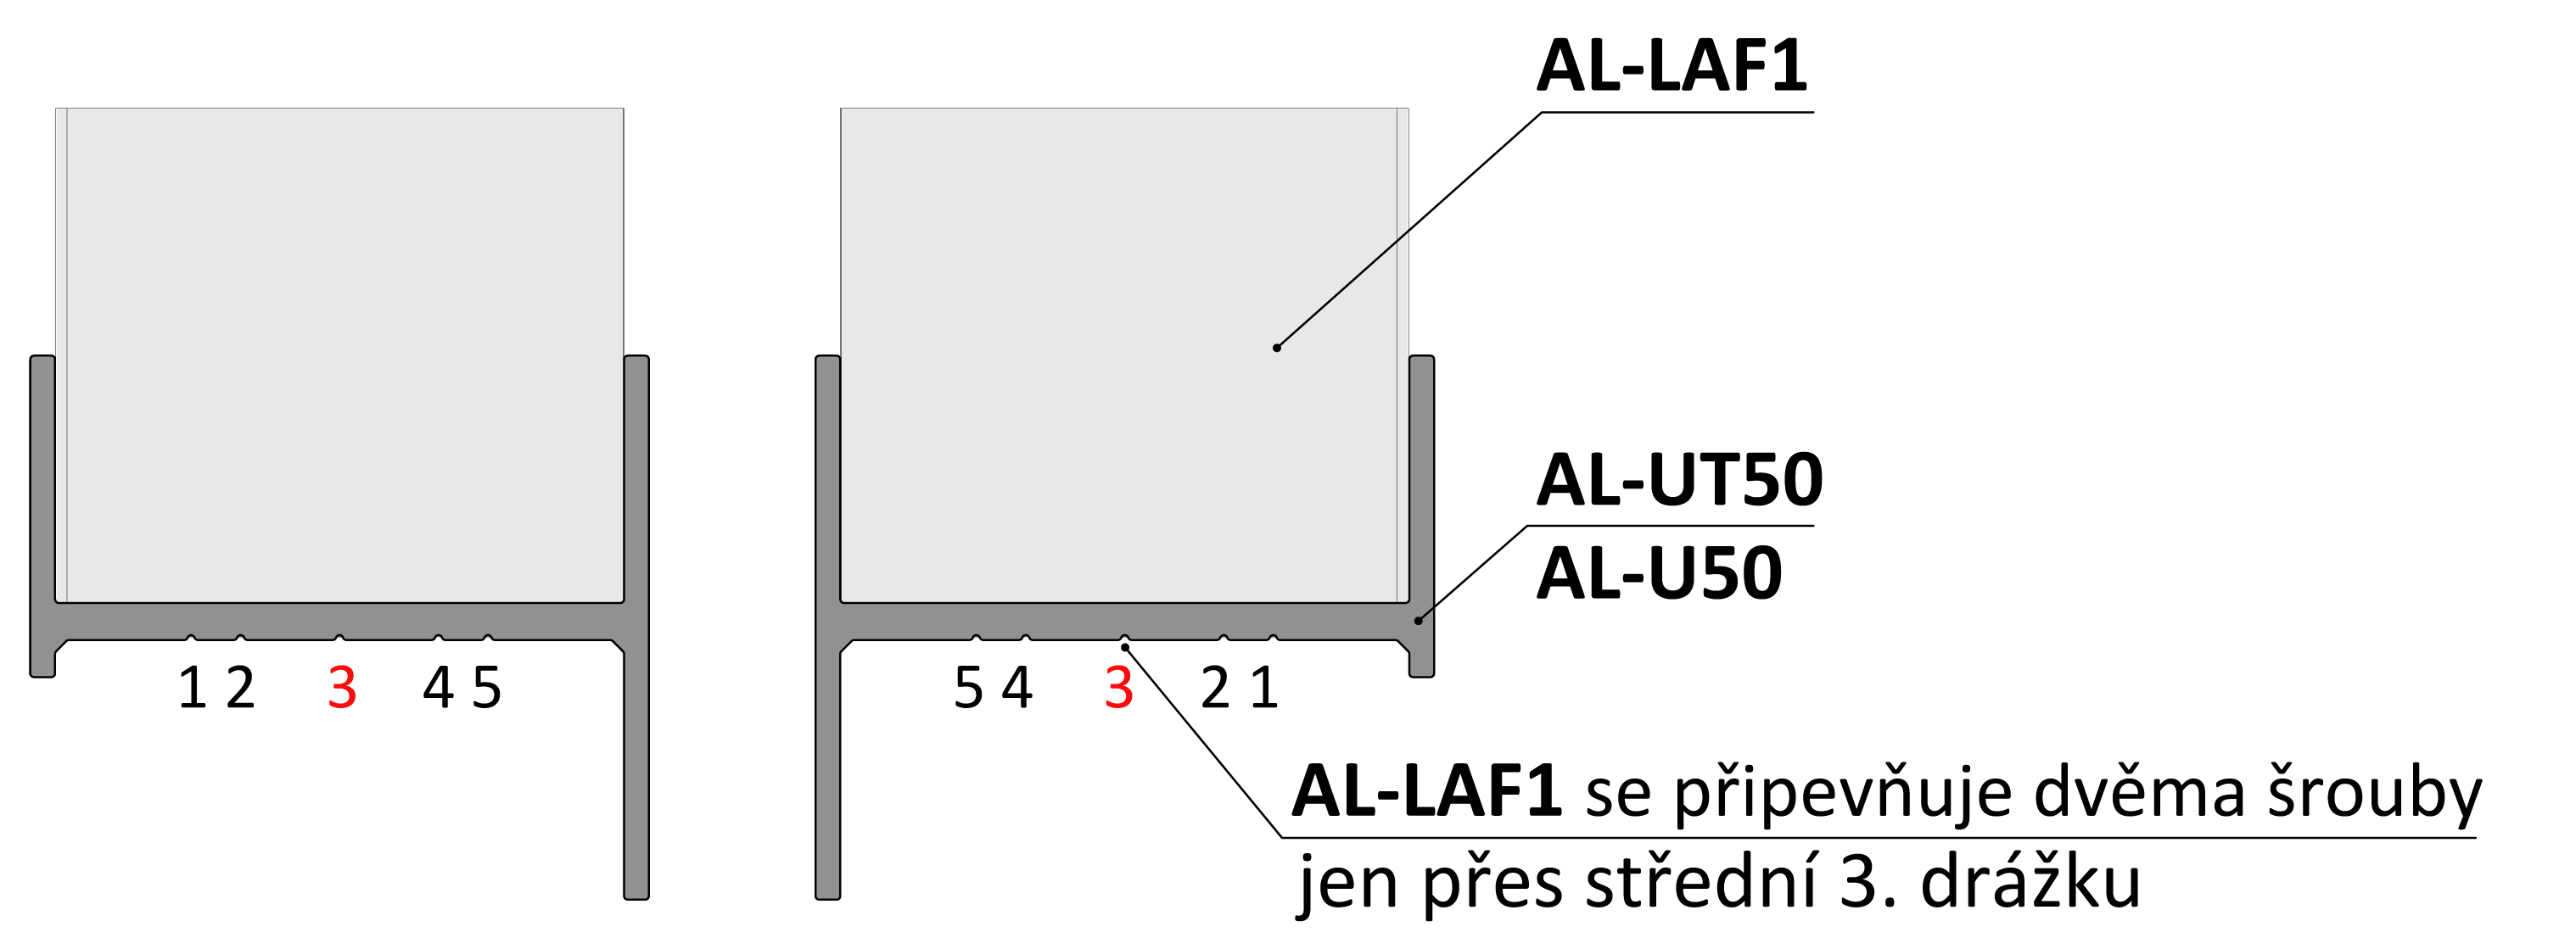 AL-LAF1
AL-UT50
AL-U50
1 2 3 4 5
5 4 3 2 1
AL-LAF1 se připevňuje dvěma šrouby
jen přes střední 3. drážku